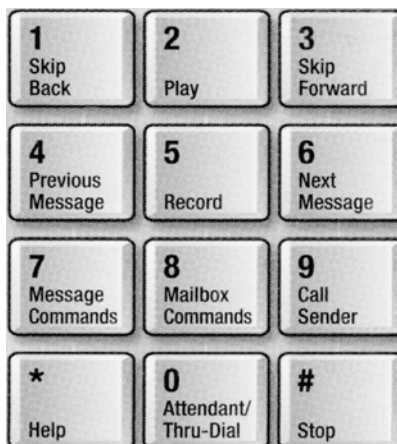 1
Skip
Back
2
Play
3
Skip
Forward
4
Previous
Message
5
Record
6
Next
Message
7
Message
Commands
8
Mailbox
Commands
9
Call
Sender
*
Help
0
Attendant/
Thru-Dial
#
Stop